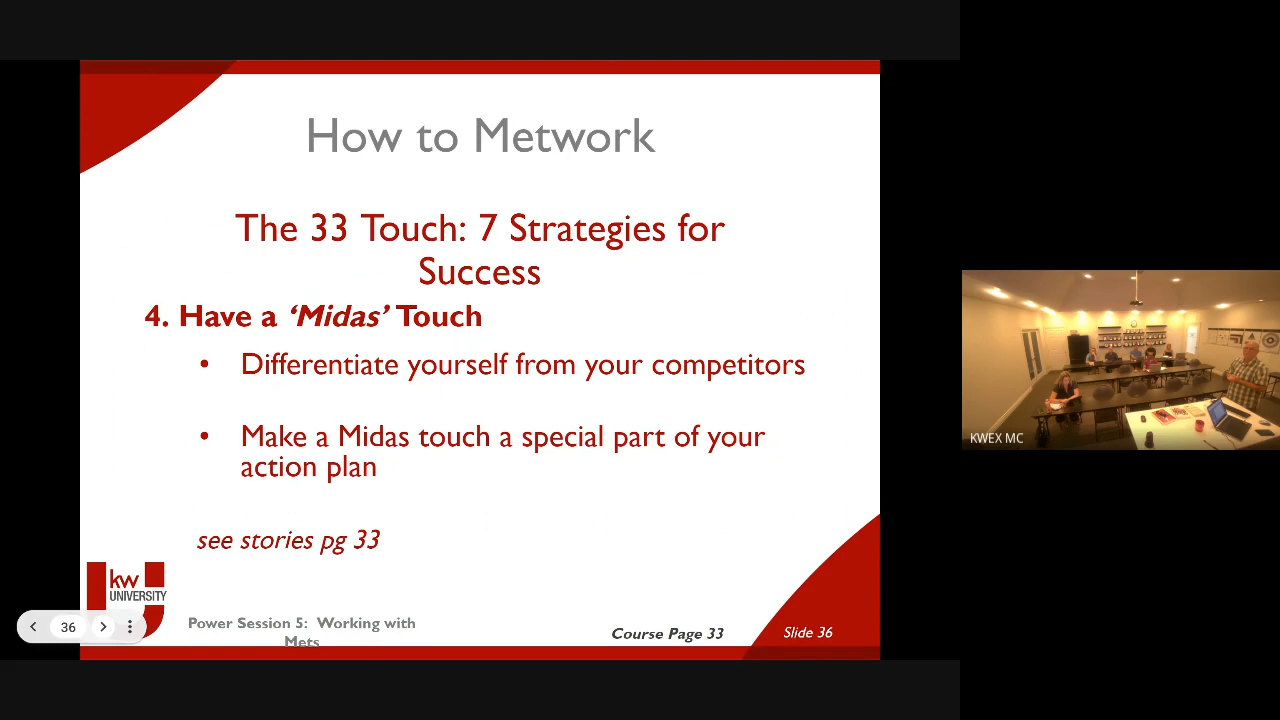 How to Metwork
The 33 Touch: 7 Strategies for
Success
4. Have a ‘Midas’ Touch
• Differentiate yourself from your competitors
• Make a Midas touch a special part of your
action plan
see stories pg 33
kw
UNIVERSITY
36
Power Session 5: Working with
Mets
Course Page 33
Slide 36
KWEX MC